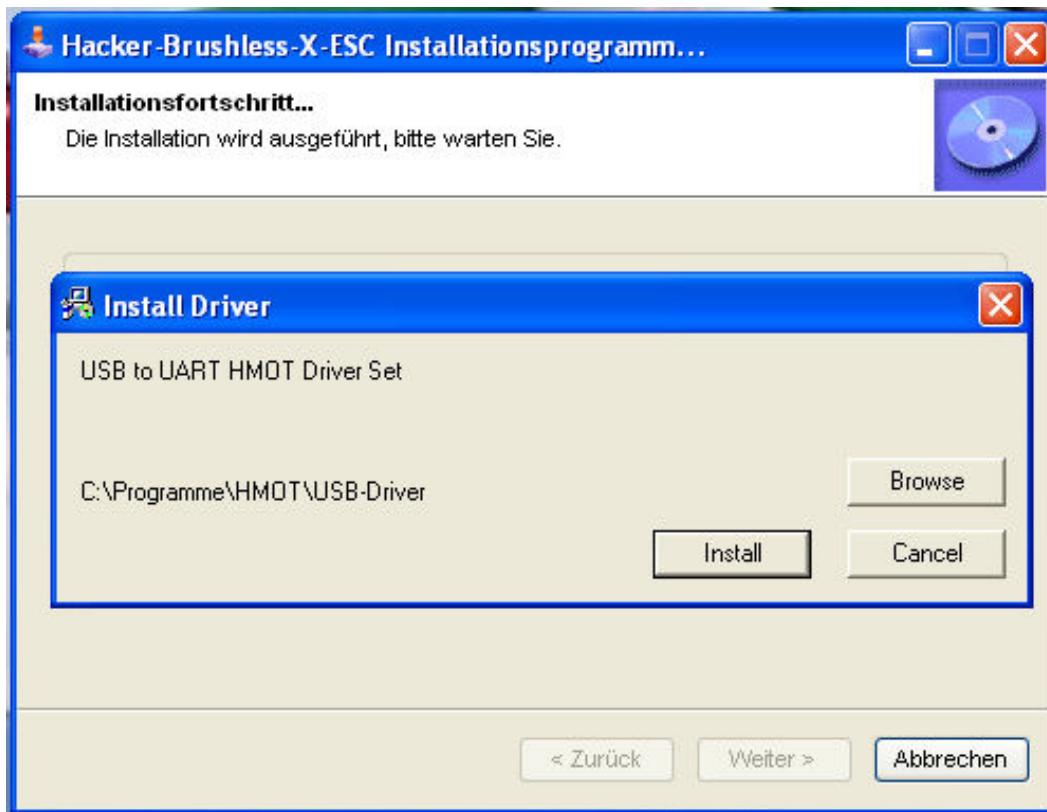 Hacker-Brushless-X-ESC Installationsprogramm...
Installationsfortschritt...
Die Installation wird ausgeführt, bitte warten Sie.
Install Driver
USB to UART HMOT Driver Set
C:\Programme\HMOT\USB-Driver
Browse
Install
Cancel
< Zurück
Weiter >
Abbrechen